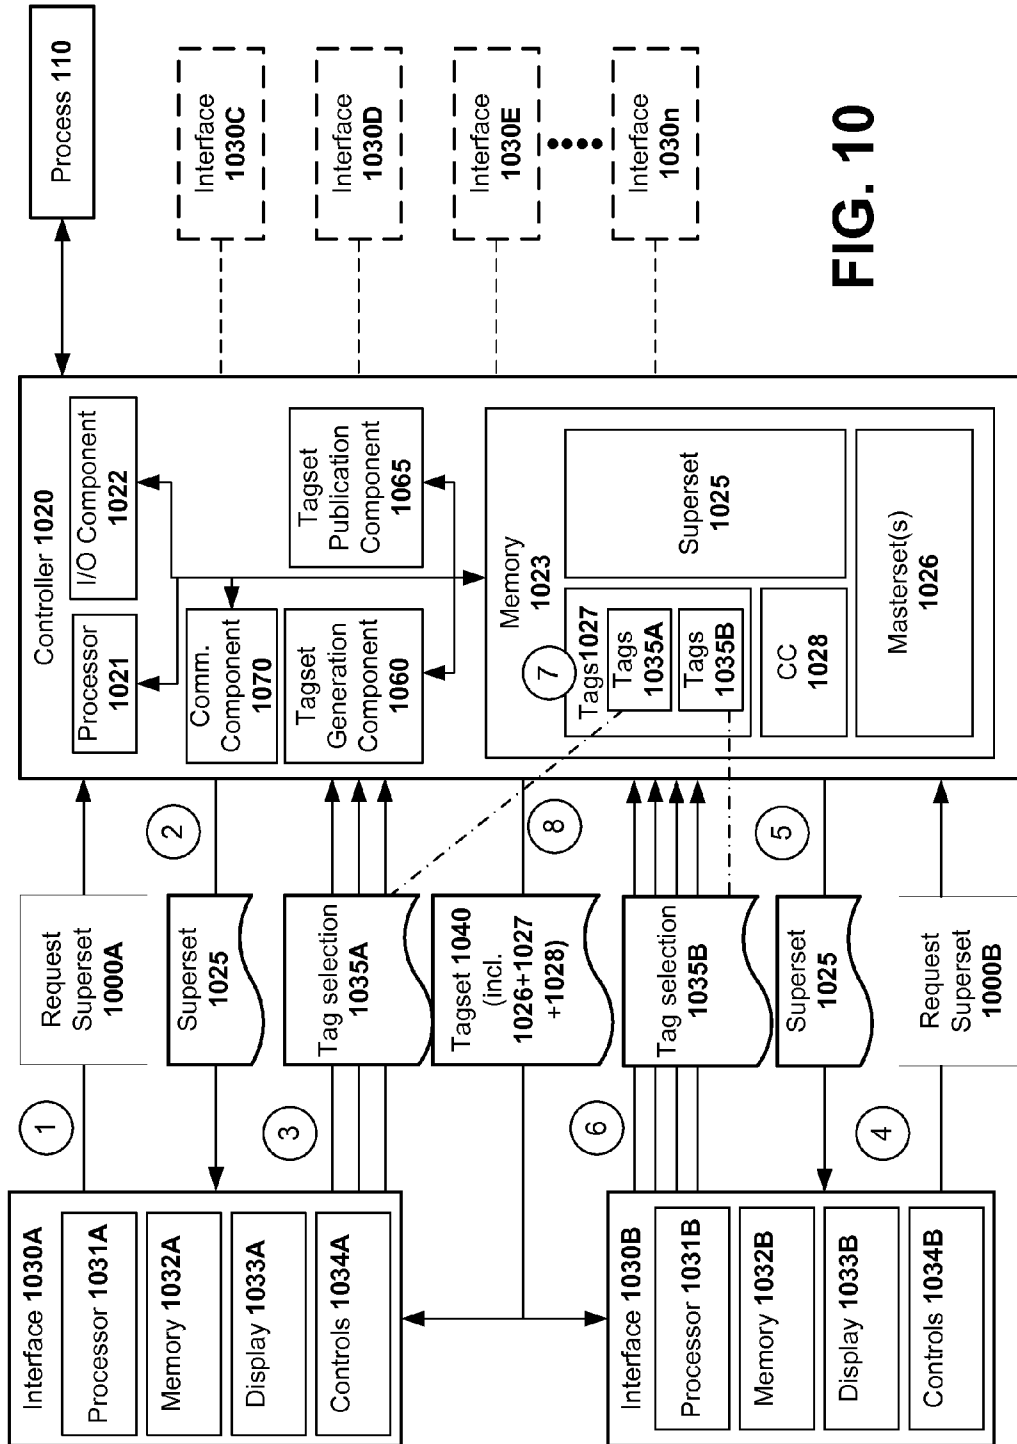 Interface 1030A
Processor 1031A
Memory 1032A
Display 1033A
Controls 1034A
1
Request
Superset
1000A
2
Superset
1025
3
Tag selection
1035A
Tagset 1040
(incl.
1026+1027
+1028)
8
6
Tag selection
1035B
5
Superset
1025
4
Request
Superset
1000B
Interface 1030B
Processor 1031B
Memory 1032B
Display 1033B
Controls 1034B
Controller 1020
Processor
1021
I/O Component
1022
Comm.
Component
1070
Tagset
Generation
Component
1060
Tagset
Publication
Component
1065
Memory
1023
7
Tags1027
Tags
1035A
Tags
1035B
Superset
1025
CC
1028
Masterset(s)
1026
Process 110
Interface
1030C
Interface
1030D
Interface
1030E
Interface
1030n
FIG. 10